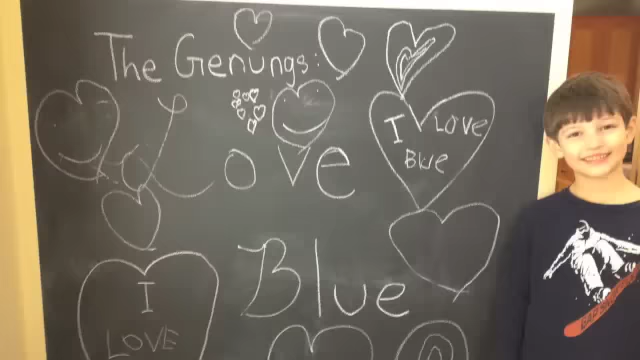 The Genungs:
Love
Blue
I LOVE
Blue
I
LOVE